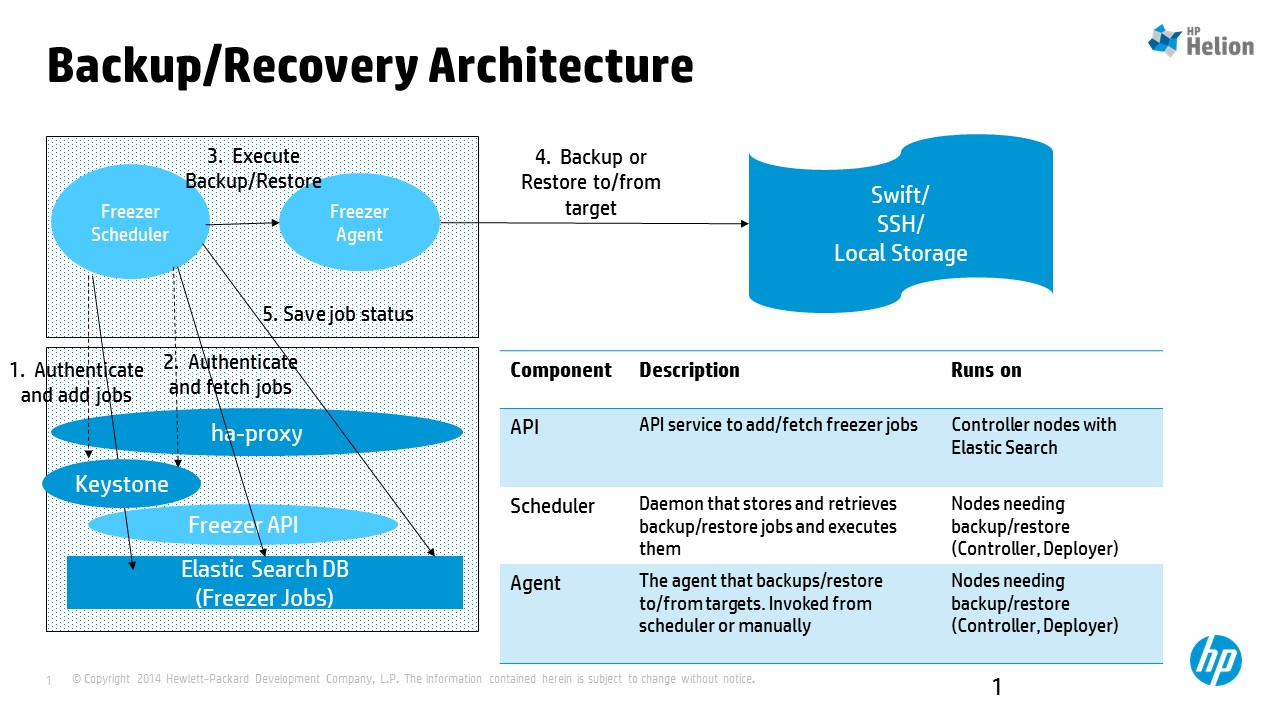 Backup/Recovery Architecture
HP
Helion
3. Execute
Backup/Restore
4. Backup or
Restore to/from
target
Freezer
Scheduler
Freezer
Agent
Swift/
SSH/
Local Storage
5. Save job status
1. Authenticate
and add jobs
2. Authenticate
and fetch jobs
ha-proxy
Keystone
Freezer API
Elastic Search DB
(Freezer Jobs)
Component Description Runs on
API API service to add/fetch freezer jobs Controller nodes with
Elastic Search
Scheduler Daemon that stores and retrieves Nodes needing
backup/restore jobs and executes backup/restore
them (Controller, Deployer)
Agent The agent that backups/restore Nodes needing
to/from targets. Invoked from backup/restore
scheduler or manually (Controller, Deployer)
hp
1 © Copyright 2014 Hewlett-Packard Development Company, L.P. The information contained herein is subject to change without notice.
1